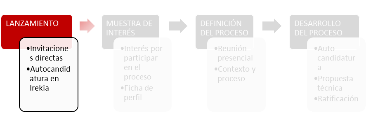 LANZAMIENTO
•Invitacione
s directas
•Autocandid
atura en
Irekia
MUESTRA DE
INTERÉS
•Interés por
participar
en el
proceso
•Ficha de
perfil
DEFINICIÓN
DEL PROCESO
•Reunión
presencial
•Contexto y
proceso
DESARROLLO
DEL PROCESO
•Auto
candidatur
a
•Propuesta
técnica
•Ratificación